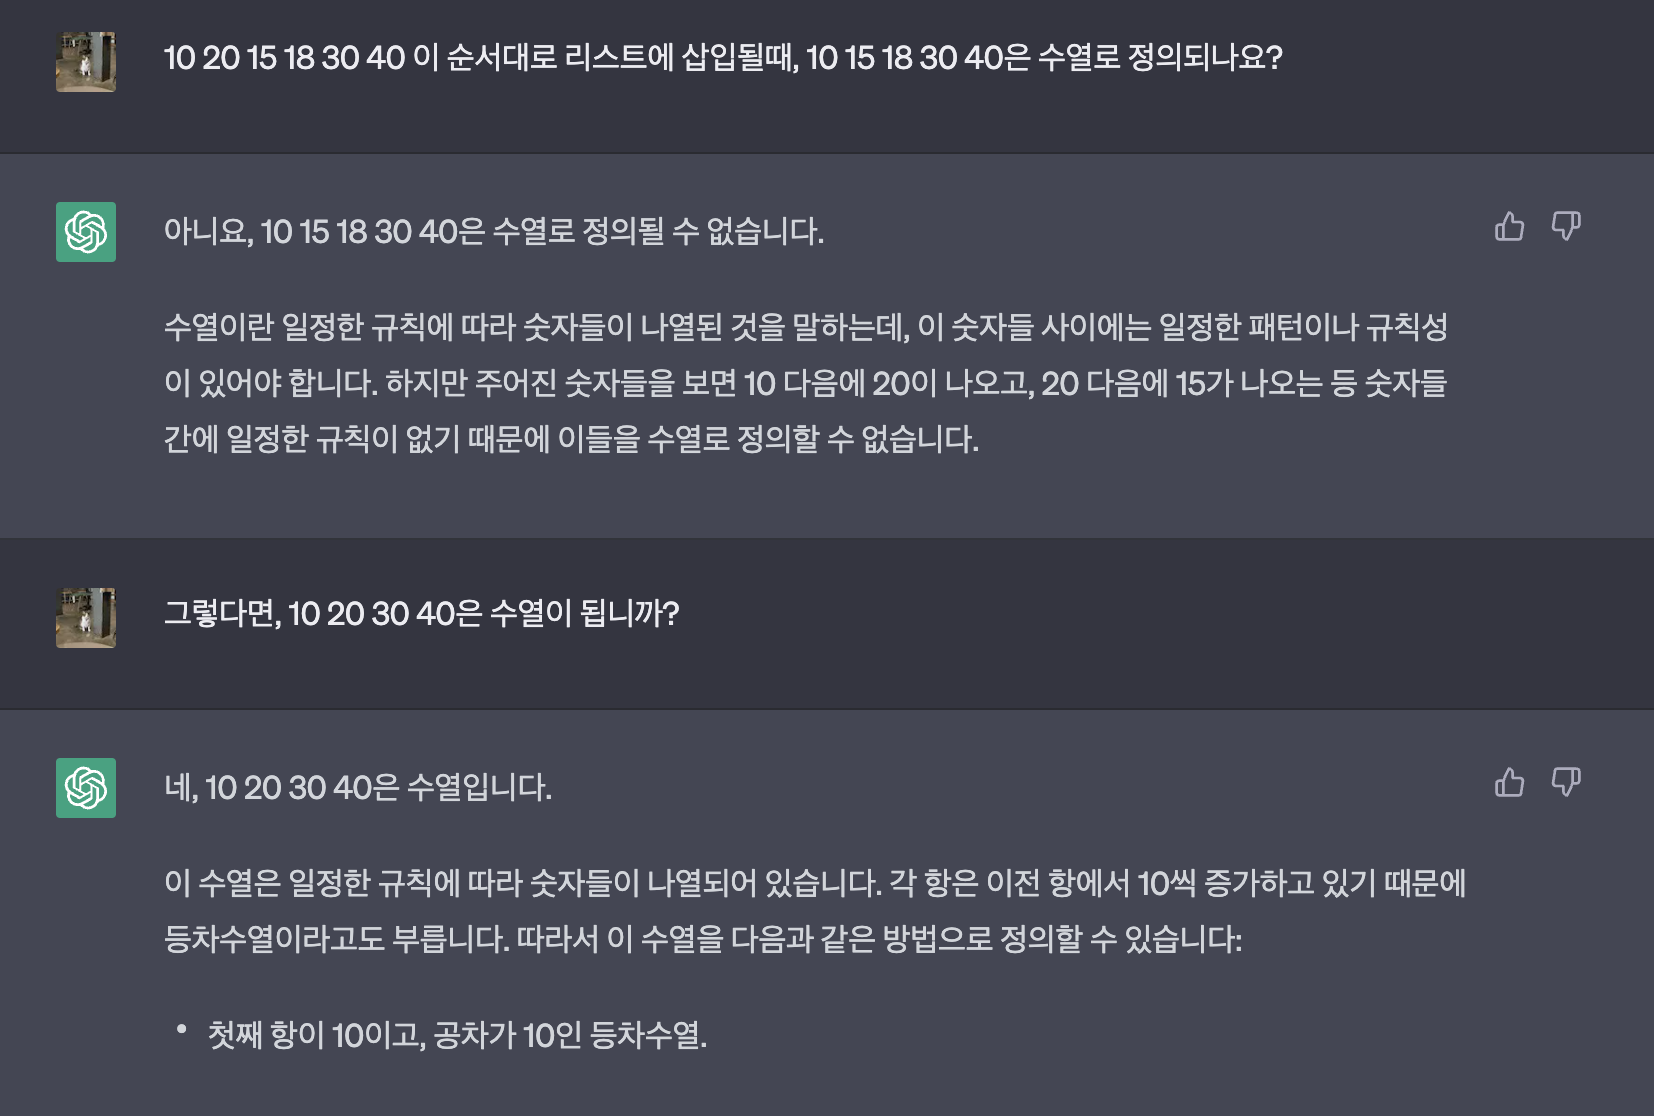 10 20 15 18 30 40 이 순서대로 리스트에 삽입될때, 10 15 18 30 40은 수열로 정의되나요?
아니요, 10 15 18 30 40은 수열로 정의될 수 없습니다.
수열이란 일정한 규칙에 따라 숫자들이 나열된 것을 말하는데, 이 숫자들 사이에는 일정한 패턴이나 규칙성
이 있어야 합니다. 하지만 주어진 숫자들을 보면 10 다음에 20이 나오고, 20 다음에 15가 나오는 등 숫자들
간에 일정한 규칙이 없기 때문에 이들을 수열로 정의할 수 없습니다.
그렇다면, 10 20 30 40은 수열이 됩니까?
네, 10 20 30 40은 수열입니다.
이 수열은 일정한 규칙에 따라 숫자들이 나열되어 있습니다. 각 항은 이전 항에서 10씩 증가하고 있기 때문에
등차수열이라고도 부릅니다. 따라서 이 수열을 다음과 같은 방법으로 정의할 수 있습니다:
• 첫째 항이 10이고, 공차가 10인 등차수열.